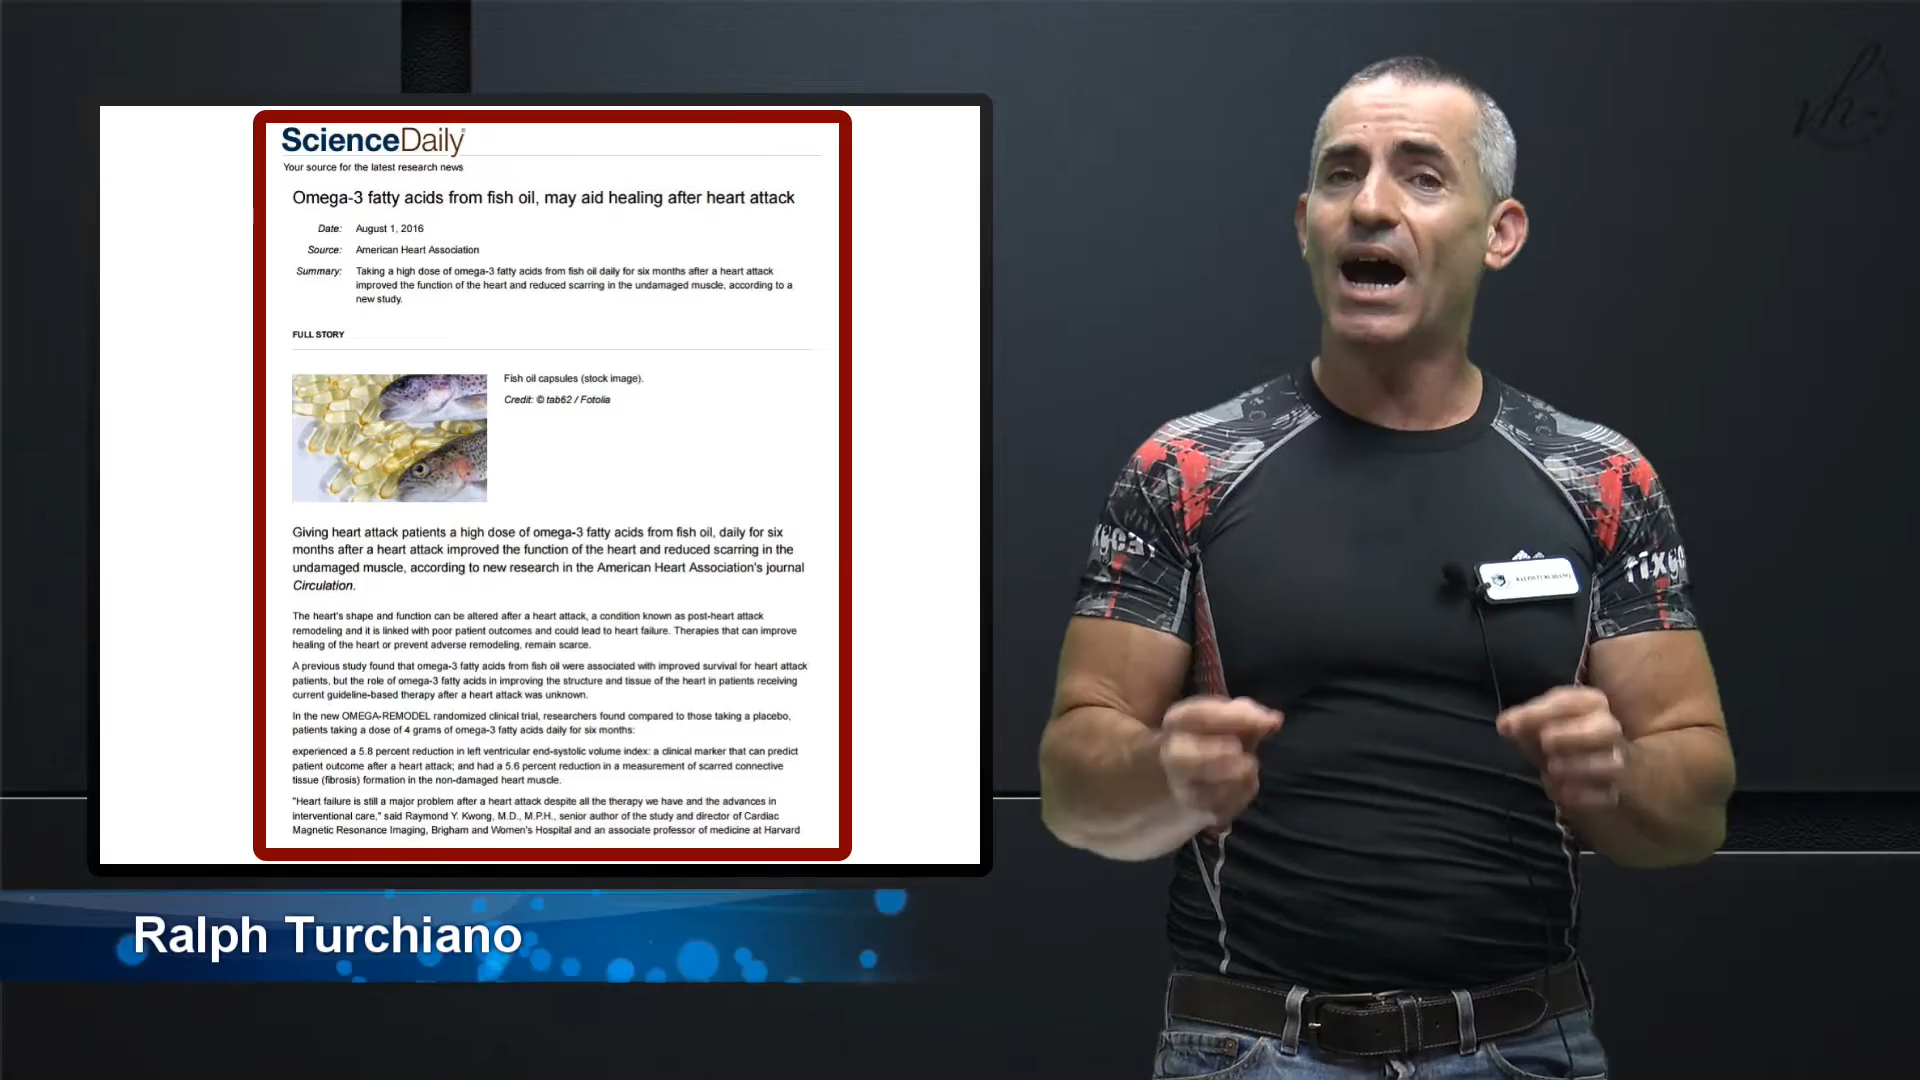 ScienceDaily
Your source for the latest research news
Omega-3 fatty acids from fish oil, may aid healing after heart attack
Date: August 1, 2016
Source: American Heart Association
Summary: Taking a high dose of omega-3 fatty acids from fish oil daily for six months after a heart attack
improved the function of the heart and reduced scarring in the undamaged muscle, according to a
new study.
FULL STORY
Fish oil capsules (stock image).
Credit: © tab62 / Fotolia
Giving heart attack patients a high dose of omega-3 fatty acids from fish oil, daily for six
months after a heart attack improved the function of the heart and reduced scarring in the
undamaged muscle, according to new research in the American Heart Association's journal
Circulation.
The heart's shape and function can be altered after a heart attack, a condition known as post-heart attack
remodeling and it is linked with poor patient outcomes and could lead to heart failure. Therapies that can improve
healing of the heart or prevent adverse remodeling, remain scarce.
A previous study found that omega-3 fatty acids from fish oil were associated with improved survival for heart attack
patients, but the role of omega-3 fatty acids in improving the structure and tissue of the heart in patients receiving
current guideline-based therapy after a heart attack was unknown.
In the new OMEGA-REMODEL randomized clinical trial, researchers found compared to those taking a placebo,
patients taking a dose of 4 grams of omega-3 fatty acids daily for six months:
experienced a 5.8 percent reduction in left ventricular end-systolic volume index: a clinical marker that can predict
patient outcome after a heart attack; and had a 5.6 percent reduction in a measurement of scarred connective
tissue (fibrosis) formation in the non-damaged heart muscle.
"Heart failure is still a major problem after a heart attack despite all the therapy we have and the advances in
interventional care," said Raymond Y. Kwong, M.D., M.P.H., senior author of the study and director of Cardiac
Magnetic Resonance Imaging, Brigham and Women's Hospital and an associate professor of medicine at Harvard
Ralph Turchiano
RALPH TURCHIANO
vh